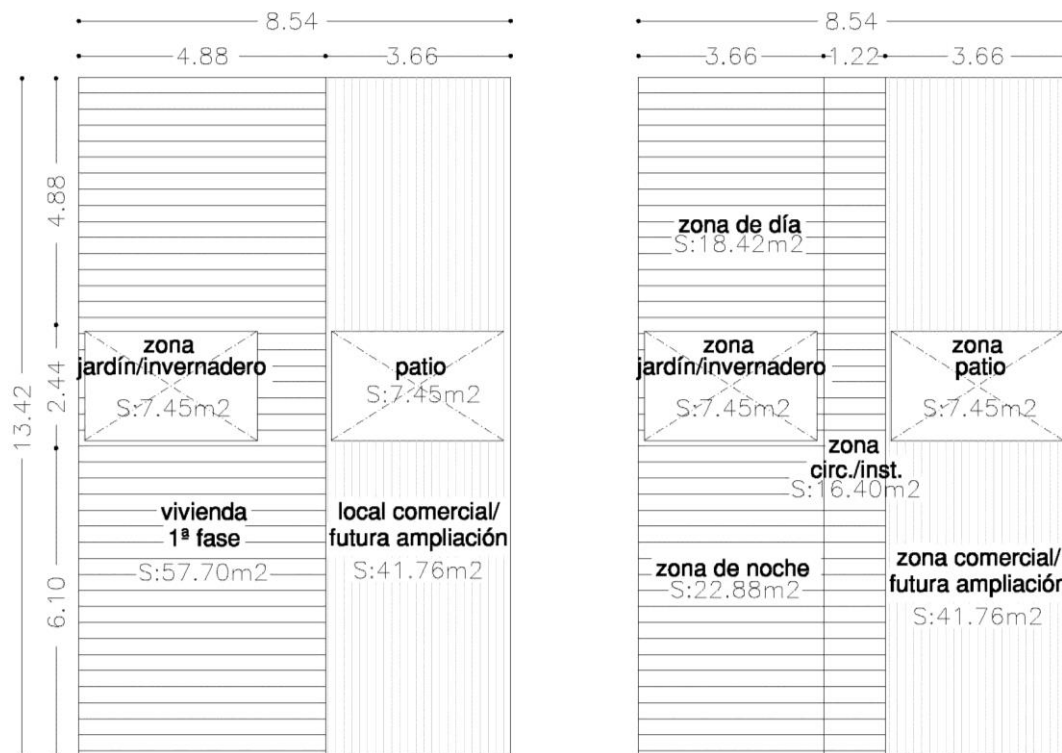 8.54
4.88 3.66
13.42
4.88
2.44
6.10
zona
jardín/invernadero
S:7.45m2
patio
S:7.45m2
vivienda
1ª fase
S:57.70m2
local comercial/
futura ampliación
S:41.76m2
8.54
3.66 1.22 3.66
zona de día
S:18.42m2
zona
jardín/invernadero
S:7.45m2
zona
patio
S:7.45m2
zona
circ./inst.
S:16.40m2
zona de noche
S:22.88m2
zona comercial/
futura ampliación
S:41.76m2